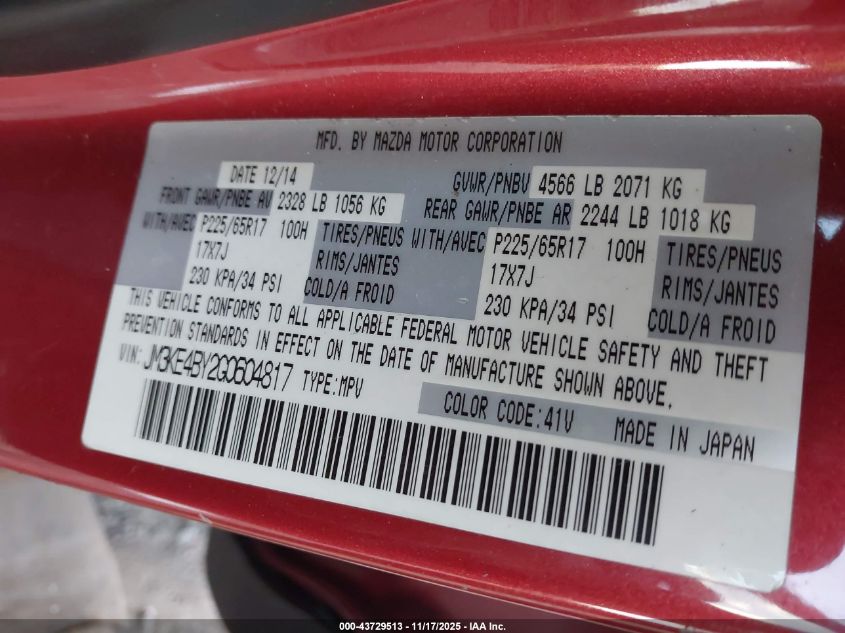 MFD. BY MAZDA MOTOR CORPORATION
DATE 12/14 GVWR/PNBV 4566 LB 2071 KG
FRONT GAWR/PNBE AV 2328 LB 1056 KG REAR GAWR/PNBE AR 2244 LB 1018 KG
WITH/AVEC P225/65R17 100H TIRES/PNEUS WITH/AVEC P225/65R17 100H TIRES/PNEUS
17X7J RIMS/JANTES 17X7J RIMS/JANTES
230 KPA/34 PSI COLD/A FROID 230 KPA/34 PSI COLD/A FROID
THIS VEHICLE CONFORMS TO ALL APPLICABLE FEDERAL MOTOR VEHICLE SAFETY AND THEFT
PREVENTION STANDARDS IN EFFECT ON THE DATE OF MANUFACTURE SHOWN ABOVE.
VIN: JM3KE4BY2G0604817 TYPE:MPV
COLOR CODE:41V MADE IN JAPAN
000-43729513 - 11/17/2025 - IAA Inc.